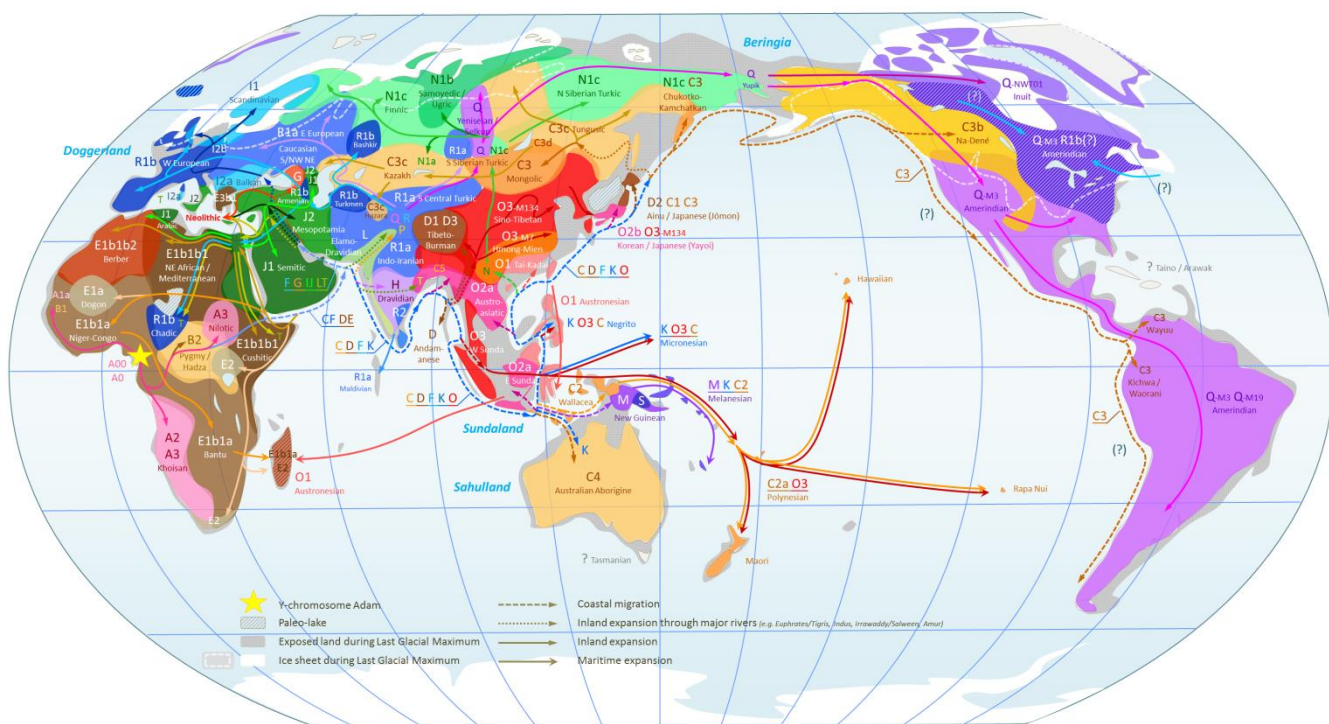 Beringia
Q
Yupik
Q-NWT01
Inuit
(?)
C3b
Na-Dené
Q-M3 R1b(?)
Amerindian
(?)
Q-M3
Amerindian
C3
(?)
? Taino / Arawak
C3
Wayuu
C3
Kichwa /
Waorani
Q-M3 Q-M19
Amerindian
C3
(?)
I1
Scandinavian
N1c
Finnic
N1b
Samoyedic /
Ugric
Q
Yeniseian /
Selkup
N1c
N Siberian Turkic
N1c C3
Chukotko-
Kamchatkan
Doggerland
R1b
W European
I2B
R1a E European
Caucasian
S/NW NE
R1b
Bashkir
R1a
S Siberian Turkic
Q
N1c
N1a
C3c Tungusic
C3d
C3
Mongolic
C3c
Kazakh
I2a Balkan
G
J2
J1
R1b
Armenian
R1b
Turkmen
C3c
Hazara
R1a S Central Turkic
Q R
P
T
I2a
J2
E3b1
Neolithic
J1
Arabic
J2
Mesopotamia
Elamo-
Dravidian
L
R1a
Indo-Iranian
D1 D3
Tibeto-
Burman
O3-M134
Sino-Tibetan
O3-M7
Hmong-Mien
O1 Tai-Kadai
D2 C1 C3
Ainu / Japanese (Jōmon)
O2b O3-M134
Korean / Japanese (Yayoi)
E1b1b2
Berber
E1b1b1
NE African /
Mediterranean
J1 Semitic
F G IJ LT
H
Dravidian
R2
C5
N
O2a
Austro-
asiatic
C D F K O
O1 Austronesian
K O3 C Negrito
K O3 C
Micronesian
Hawaiian
E1a
Dogon
A1a
B1
E1b1a
Niger-Congo
R1b
Chadic
T
A3
Nilotic
B2
Pygmy /
Hadza
E1b1b1
Cushitic
E2
A00
A0
CF DE
C D F K
R1a
Maldivian
D
Andam-
anese
O3
W Sunda
O2a
E Sunda
C2
Wallacea
M
S
New Guinean
M K C2
Melanesian
C D F K O
Sundaland
K
A2
A3
Khoisan
E1b1a
Bantu
E1b1a
E2
O1
Austronesian
E2
Sahulland
C4
Australian Aborigine
C2a O3
Polynesian
Rapa Nui
? Tasmanian
Maori
Y-chromosome Adam
Paleo-lake
Exposed land during Last Glacial Maximum
Ice sheet during Last Glacial Maximum
Coastal migration
Inland expansion through major rivers (e.g. Euphrates/Tigris, Indus, Irrawaddy/Salween, Amur)
Inland expansion
Maritime expansion